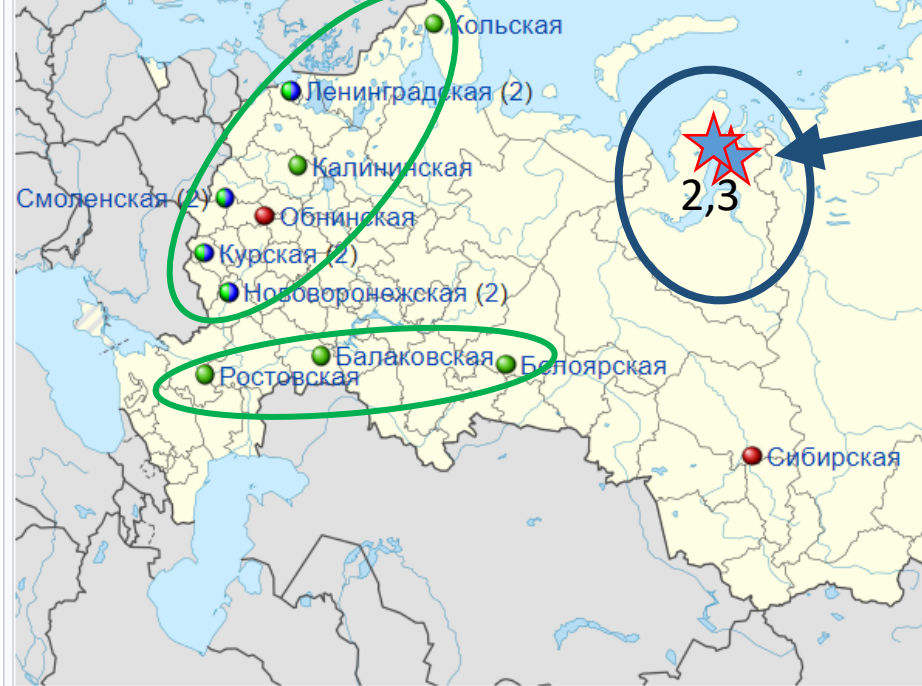 Кольская
Ленинградская (2)
Калининская
Смоленская (2)
Обнинская
Курская (2)
Нововоронежская (2)
Балаковская
Белоярская
Ростовская
Сибирская
2,3